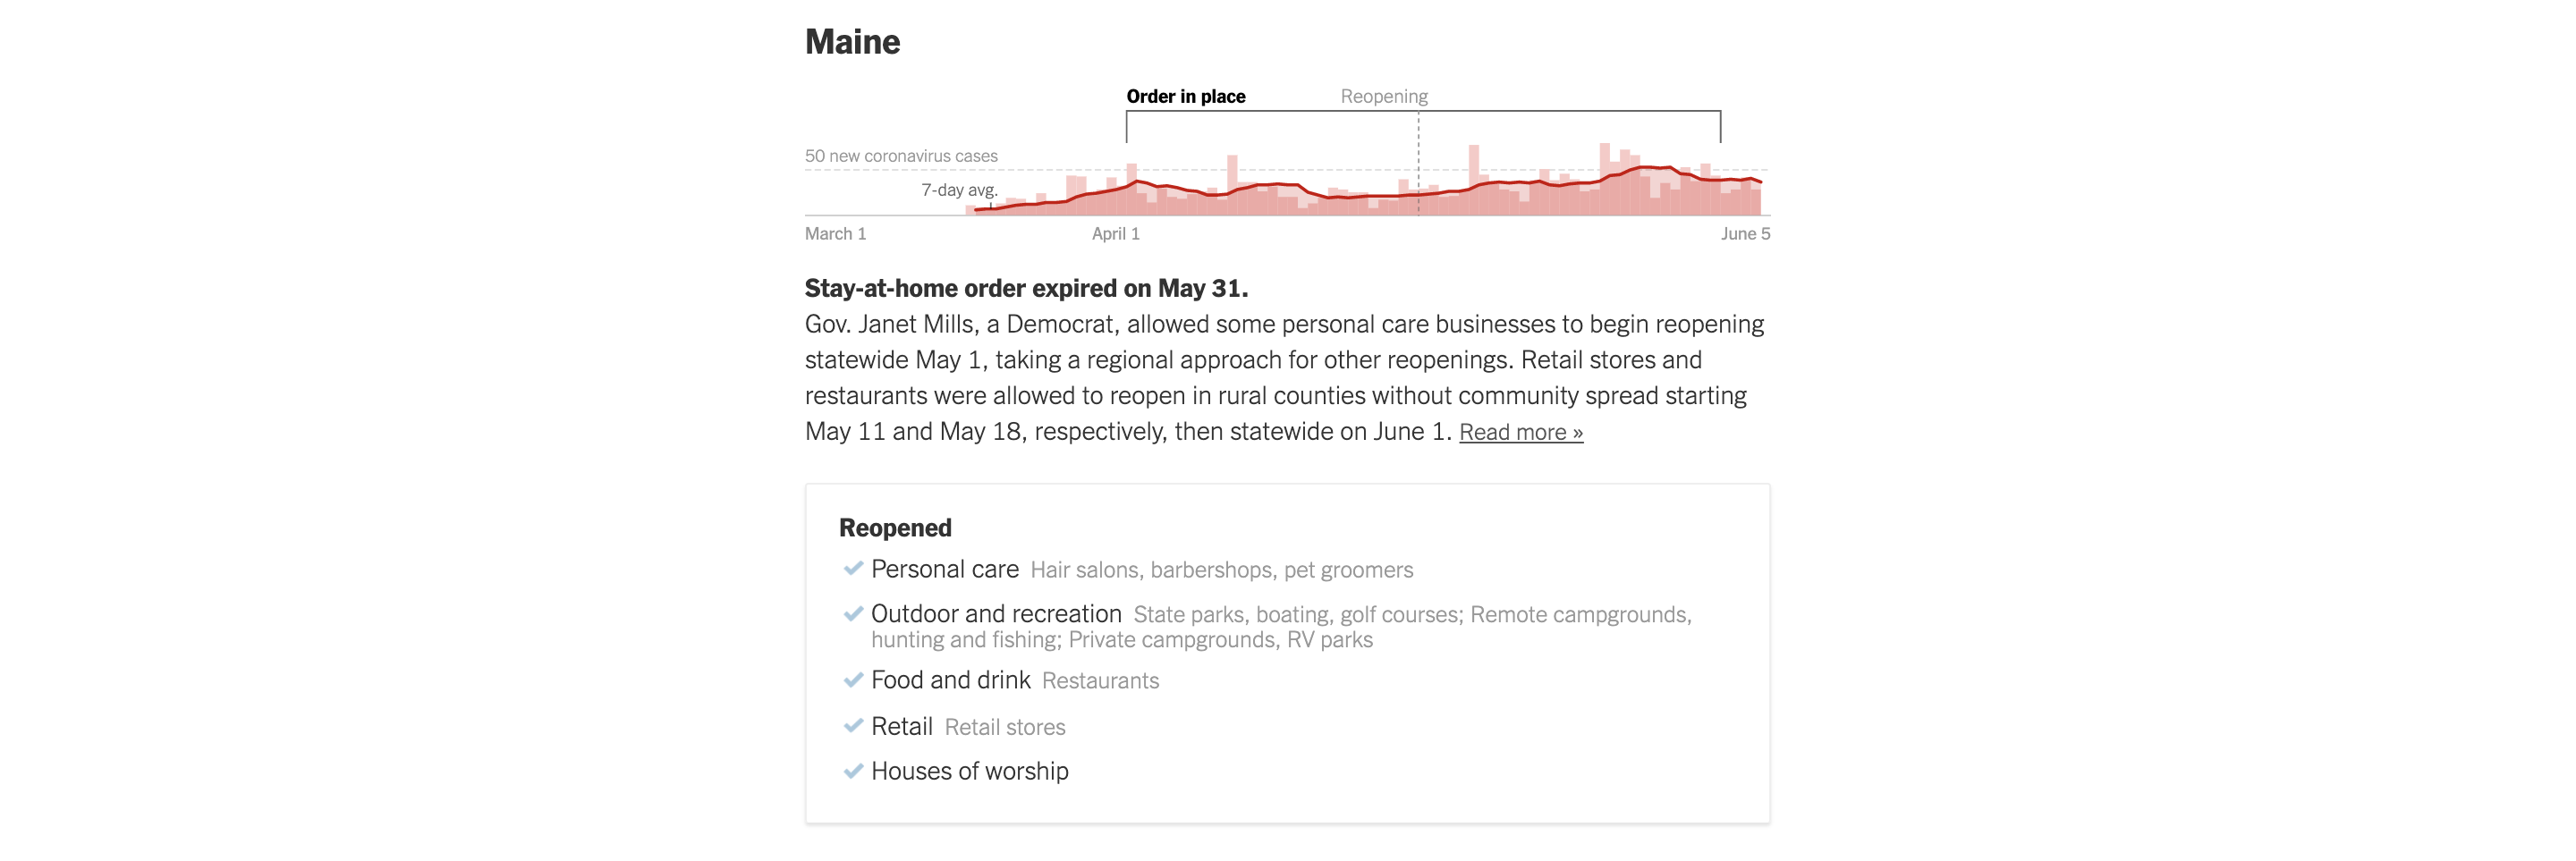 Maine
Order in place
Reopening
50 new coronavirus cases
7-day avg.
March 1
April 1
June 5
Stay-at-home order expired on May 31.
Gov. Janet Mills, a Democrat, allowed some personal care businesses to begin reopening
statewide May 1, taking a regional approach for other reopenings. Retail stores and
restaurants were allowed to reopen in rural counties without community spread starting
May 11 and May 18, respectively, then statewide on June 1. Read more »
Reopened
Personal care Hair salons, barbershops, pet groomers
Outdoor and recreation State parks, boating, golf courses; Remote campgrounds,
hunting and fishing; Private campgrounds, RV parks
Food and drink Restaurants
Retail Retail stores
Houses of worship